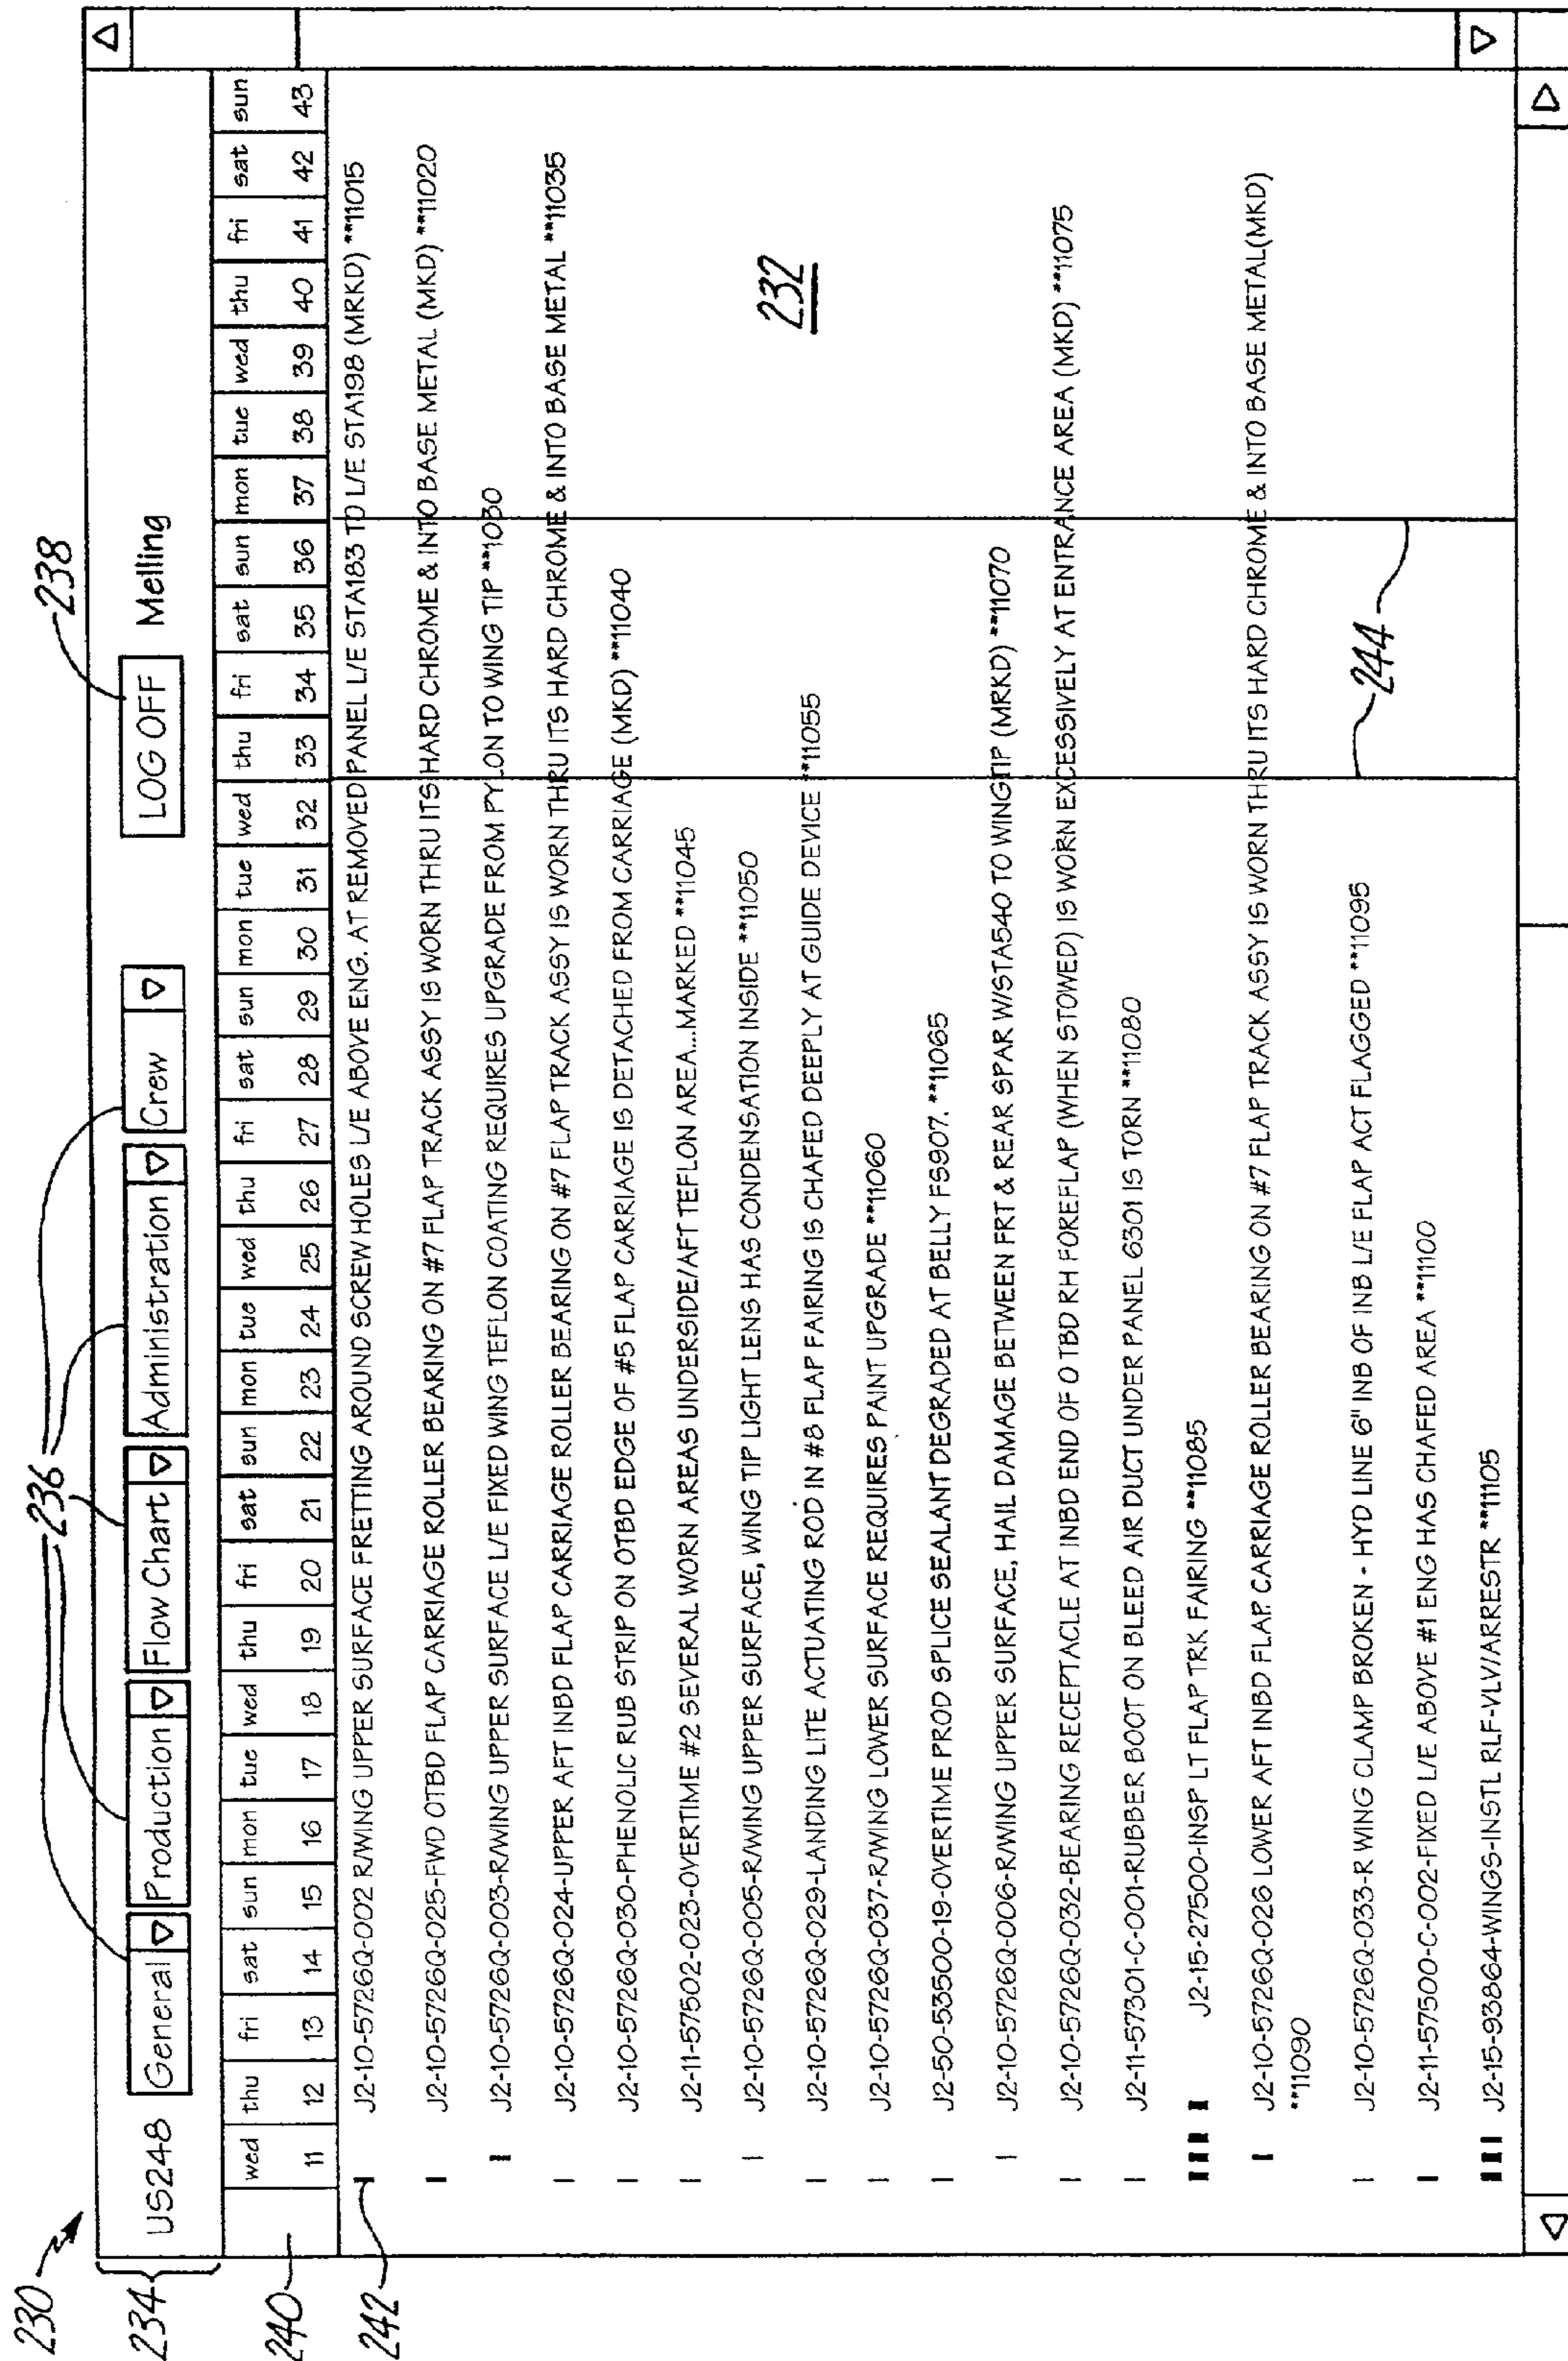 230
234
236
238
US248 General Production Flow Chart Administration Crew LOG OFF Melling
240
wed thu fri sat sun mon tue wed thu fri sat sun mon tue wed thu fri sat sun mon tue wed thu fri sat sun mon tue wed thu fri sat sun
11 12 13 14 15 16 17 18 19 20 21 22 23 24 25 26 27 28 29 30 31 32 33 34 35 36 37 38 39 40 41 42 43
242
J2-10-5726Q-002 R/WING UPPER SURFACE FRETTING AROUND SCREW HOLES L/E ABOVE ENG. AT REMOVED PANEL L/E STA183 TO L/E STA198 (MRKD) **11015
J2-10-5726Q-025-FWD OTBD FLAP CARRIAGE ROLLER BEARING ON #7 FLAP TRACK ASSY IS WORN THRU ITS HARD CHROME & INTO BASE METAL (MKD) **11020
J2-10-5726Q-003-R/WING UPPER SURFACE L/E FIXED WING TEFLON COATING REQUIRES UPGRADE FROM PYLON TO WING TIP **1030
J2-10-5726Q-024-UPPER AFT INBD FLAP CARRIAGE ROLLER BEARING ON #7 FLAP TRACK ASSY IS WORN THRU ITS HARD CHROME & INTO BASE METAL **11035
J2-10-5726Q-030-PHENOLIC RUB STRIP ON OTBD EDGE OF #5 FLAP CARRIAGE IS DETACHED FROM CARRIAGE (MKD) **11040
J2-11-57502-023-OVERTIME #2 SEVERAL WORN AREAS UNDERSIDE/AFT TEFLON AREA...MARKED **11045
J2-10-5726Q-005-R/WING UPPER SURFACE, WING TIP LIGHT LENS HAS CONDENSATION INSIDE **11050
J2-10-5726Q-029-LANDING LITE ACTUATING ROD IN #8 FLAP FAIRING IS CHAFED DEEPLY AT GUIDE DEVICE **11055
232
J2-10-5726Q-037-R/WING LOWER SURFACE REQUIRES PAINT UPGRADE **11060
J2-50-53500-19-OVERTIME PROD SPLICE SEALANT DEGRADED AT BELLY FS907. **11065
J2-10-5726Q-006-R/WING UPPER SURFACE, HAIL DAMAGE BETWEEN FRT & REAR SPAR W/STA540 TO WINGTIP (MRKD) **11070
J2-10-5726Q-032-BEARING RECEPTACLE AT INBD END OF O TBD RH FOREFLAP (WHEN STOWED) IS WORN EXCESSIVELY AT ENTRANCE AREA (MKD) **11075
J2-11-57301-C-001-RUBBER BOOT ON BLEED AIR DUCT UNDER PANEL 6301 IS TORN **11080
J2-15-27500-INSP LT FLAP TRK FAIRING **11085
J2-10-5726Q-026 LOWER AFT INBD FLAP. CARRIAGE ROLLER BEARING ON #7 FLAP TRACK ASSY IS WORN THRU ITS HARD CHROME & INTO BASE METAL(MKD)
**11090
J2-10-5726Q-033-R WING CLAMP BROKEN - HYD LINE 6" INB OF INB L/E FLAP ACT FLAGGED **11095
244
J2-11-57500-C-002-FIXED L/E ABOVE #1 ENG HAS CHAFED AREA **11100
J2-15-93864-WINGS-INSTL RLF-VLV/ARRESTR **11105